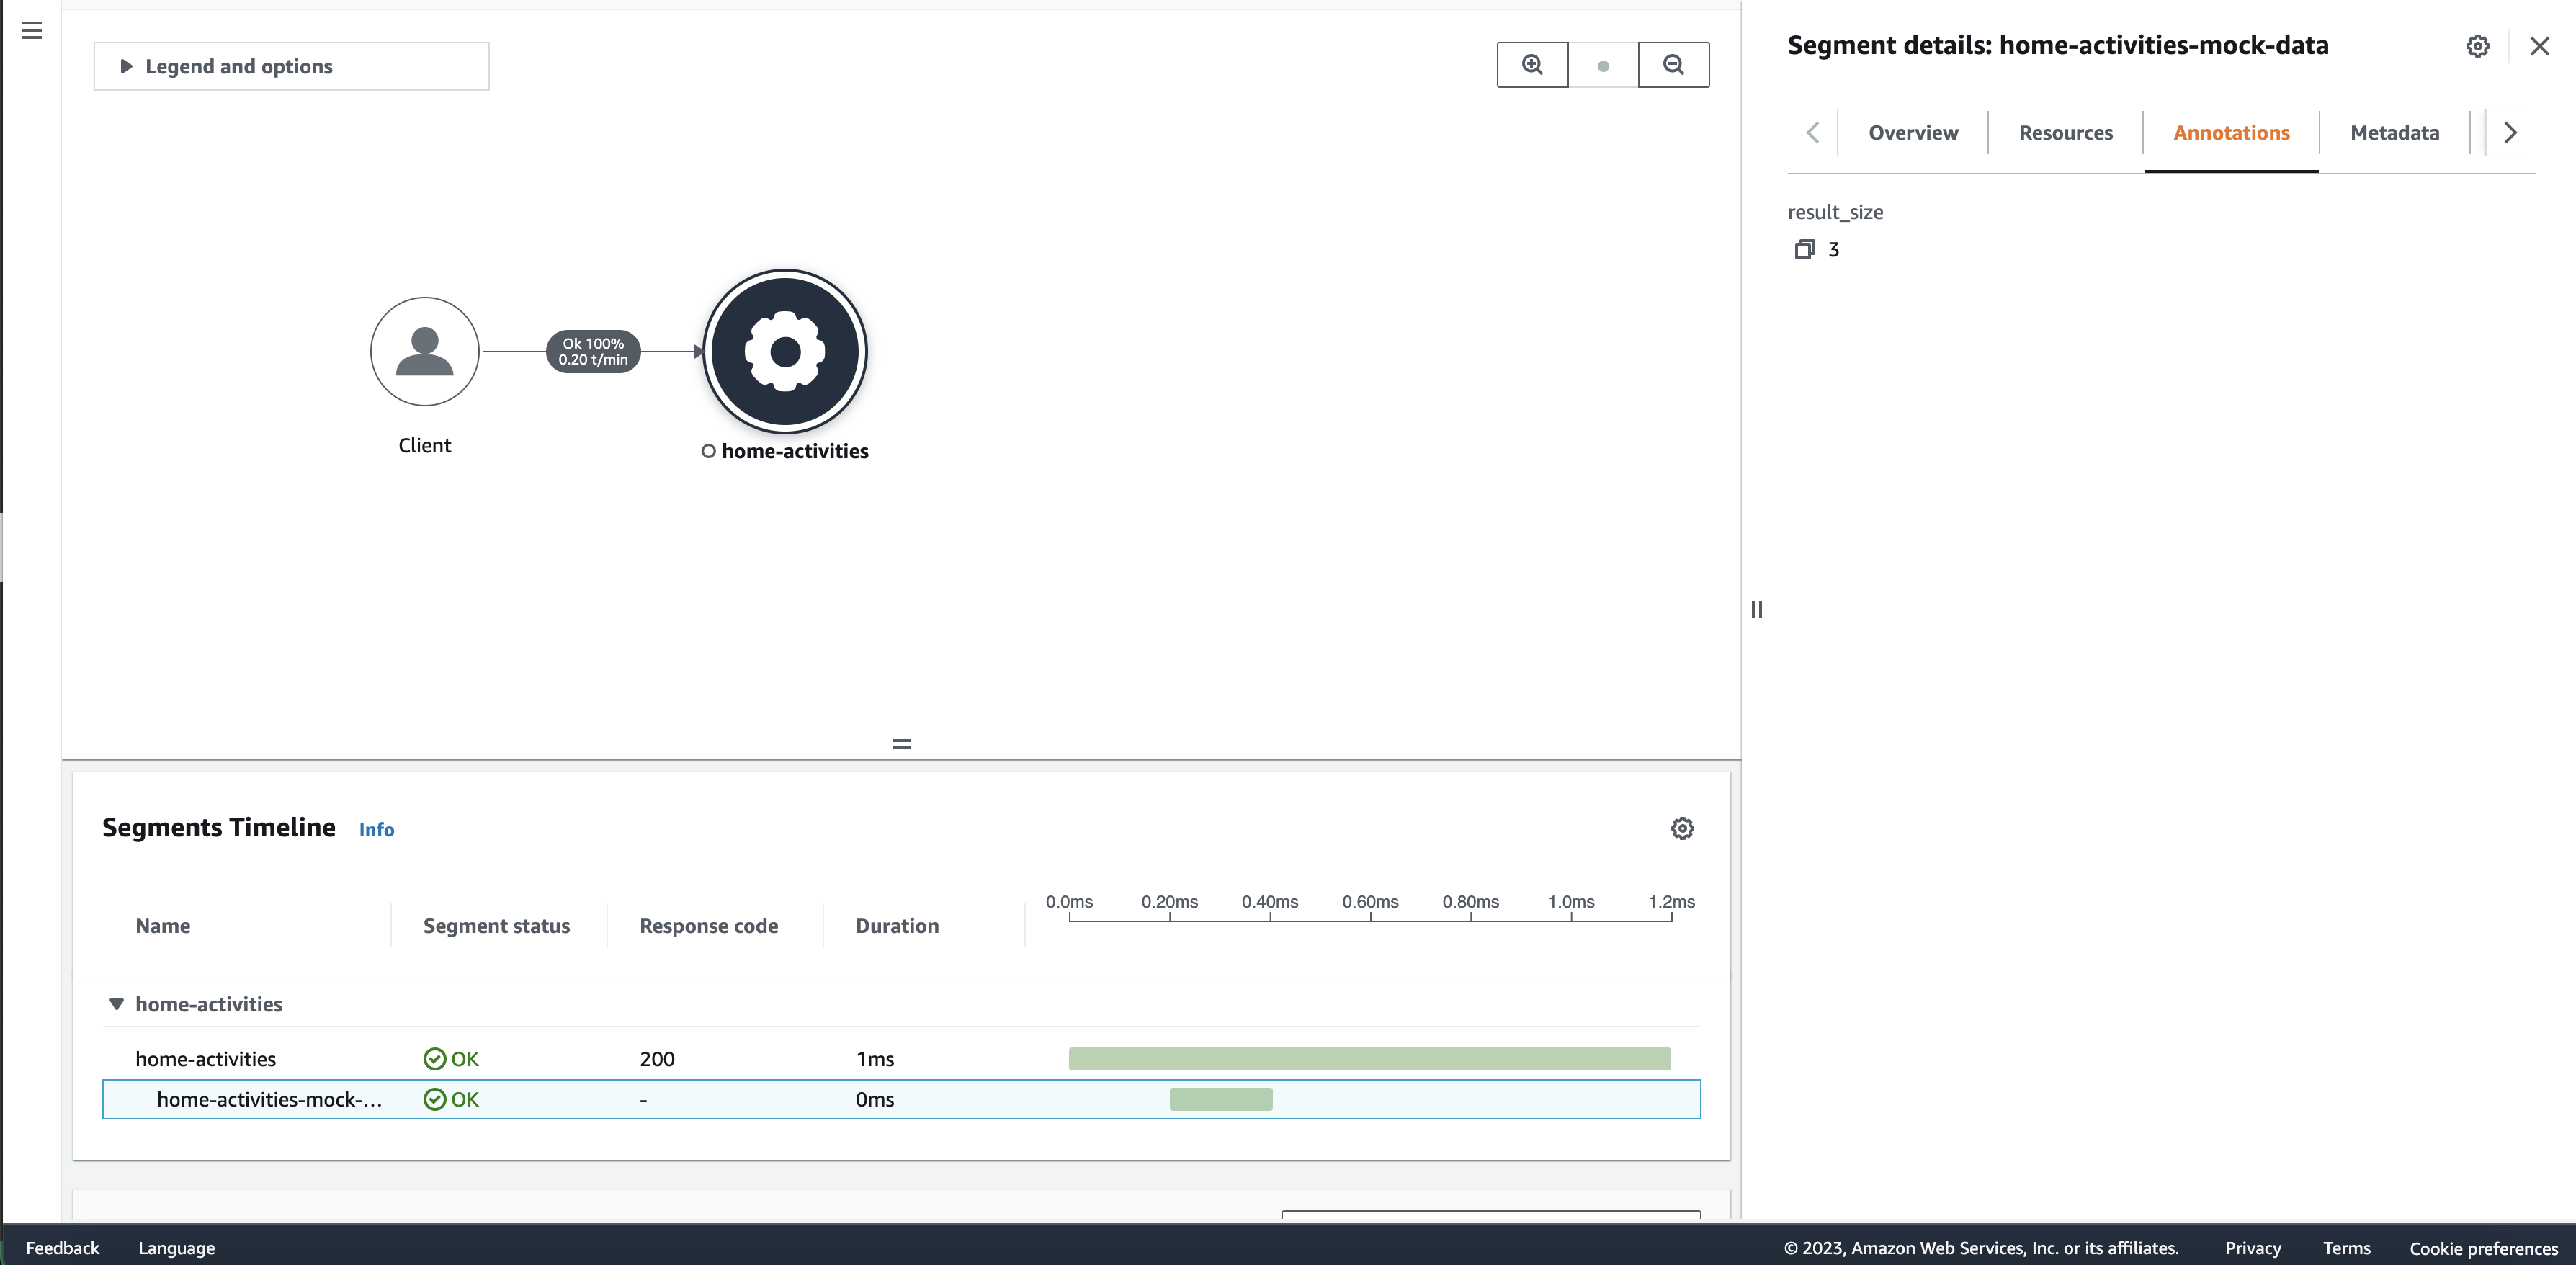 Legend and options
Ok 100%
0.20 t/min
Client
home-activities
Segments Timeline Info
Name Segment status Response code Duration 0.0ms 0.20ms 0.40ms 0.60ms 0.80ms 1.0ms 1.2ms
home-activities
home-activities OK 200 1ms
home-activities-mock-... OK - 0ms
Segment details: home-activities-mock-data
Overview Resources Annotations Metadata
result_size
3
Feedback Language © 2023, Amazon Web Services, Inc. or its affiliates. Privacy Terms Cookie preferences